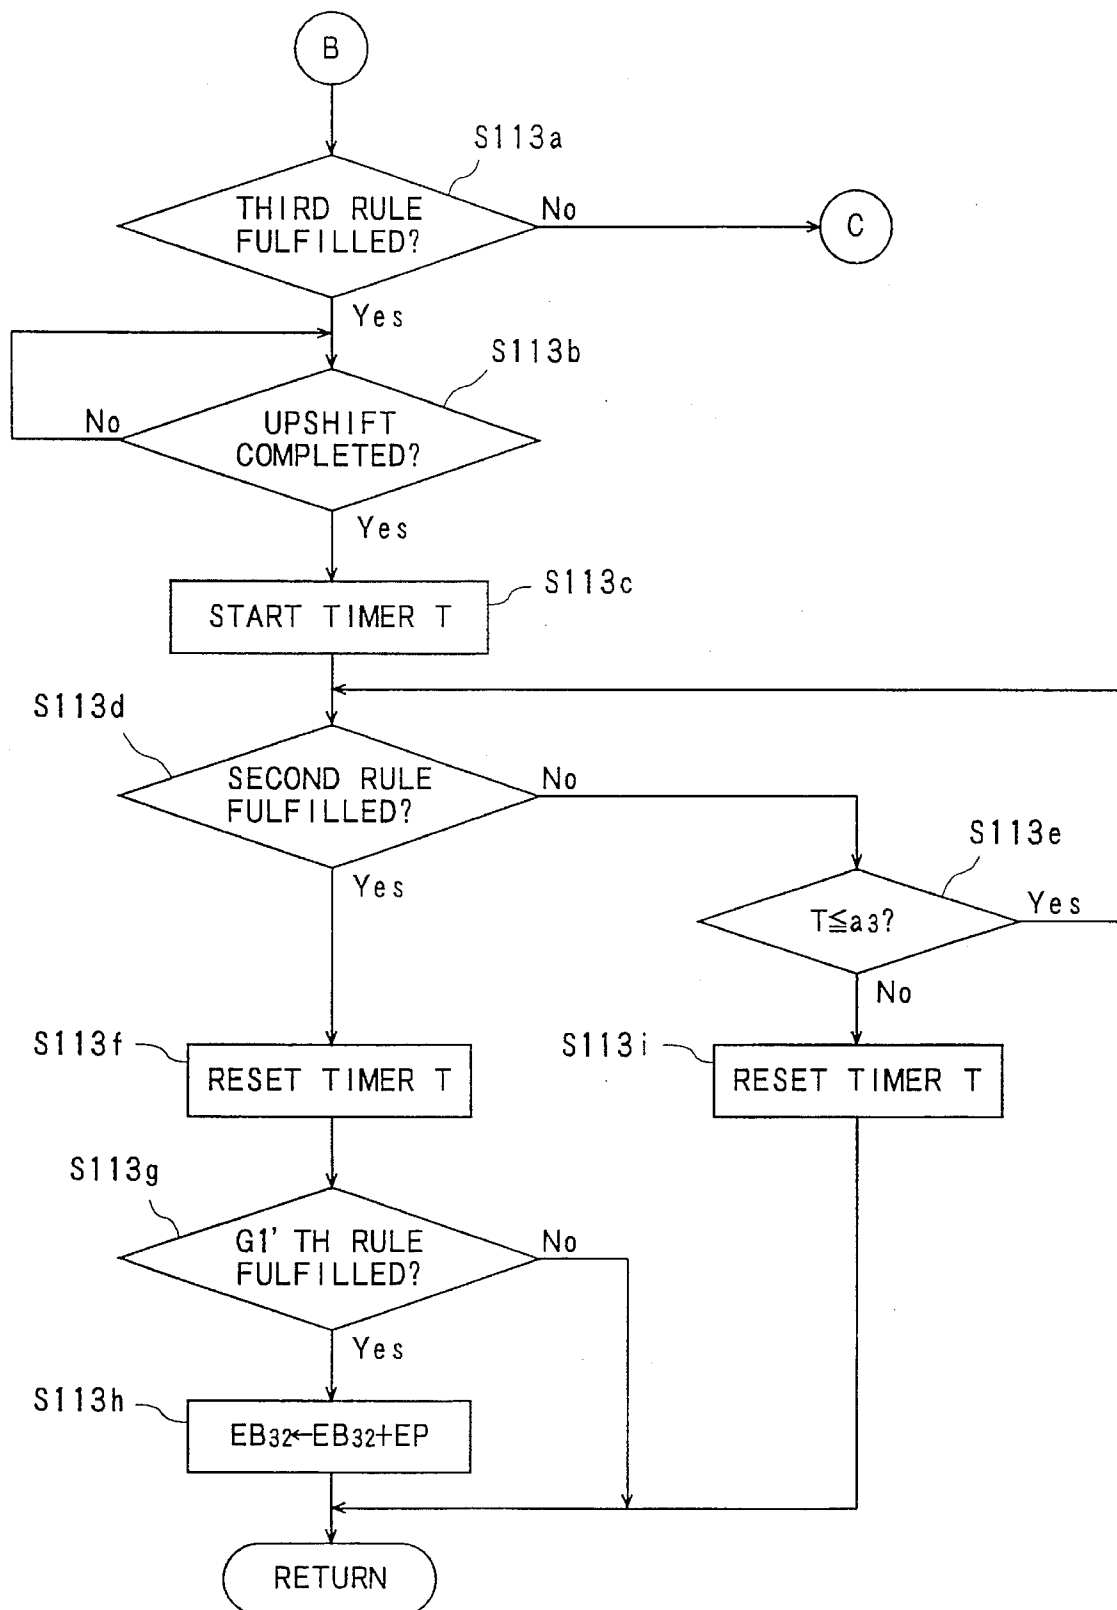 B
S113a
THIRD RULE
FULFILLED?
No
C
Yes
S113b
UPSHIFT
COMPLETED?
No
Yes
S113c
START TIMER T
S113d
SECOND RULE
FULFILLED?
No
Yes
S113e
T≦a3?
Yes
No
S113f
RESET TIMER T
S113i
RESET TIMER T
S113g
G1' TH RULE
FULFILLED?
No
Yes
S113h
EB32←EB32+EP
RETURN